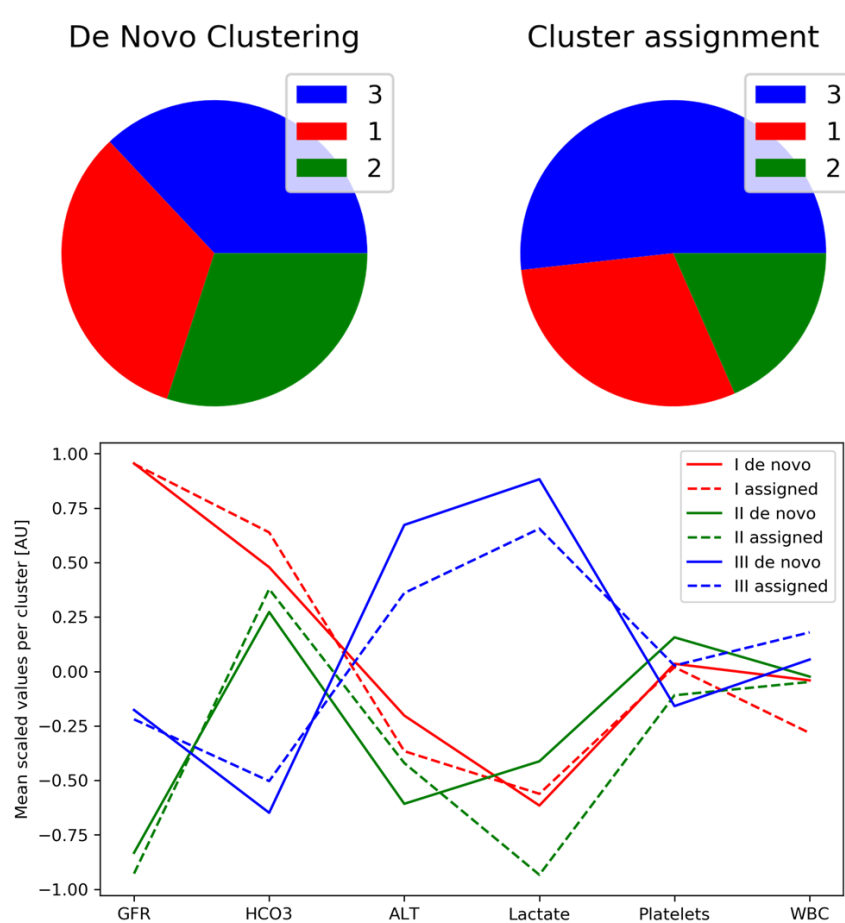 De Novo Clustering
3
1
2
Cluster assignment
3
1
2
Mean scaled values per cluster [AU]
1.00
0.75
0.50
0.25
0.00
−0.25
−0.50
−0.75
−1.00
I de novo
I assigned
II de novo
II assigned
III de novo
III assigned
GFR
HCO3
ALT
Lactate
Platelets
WBC